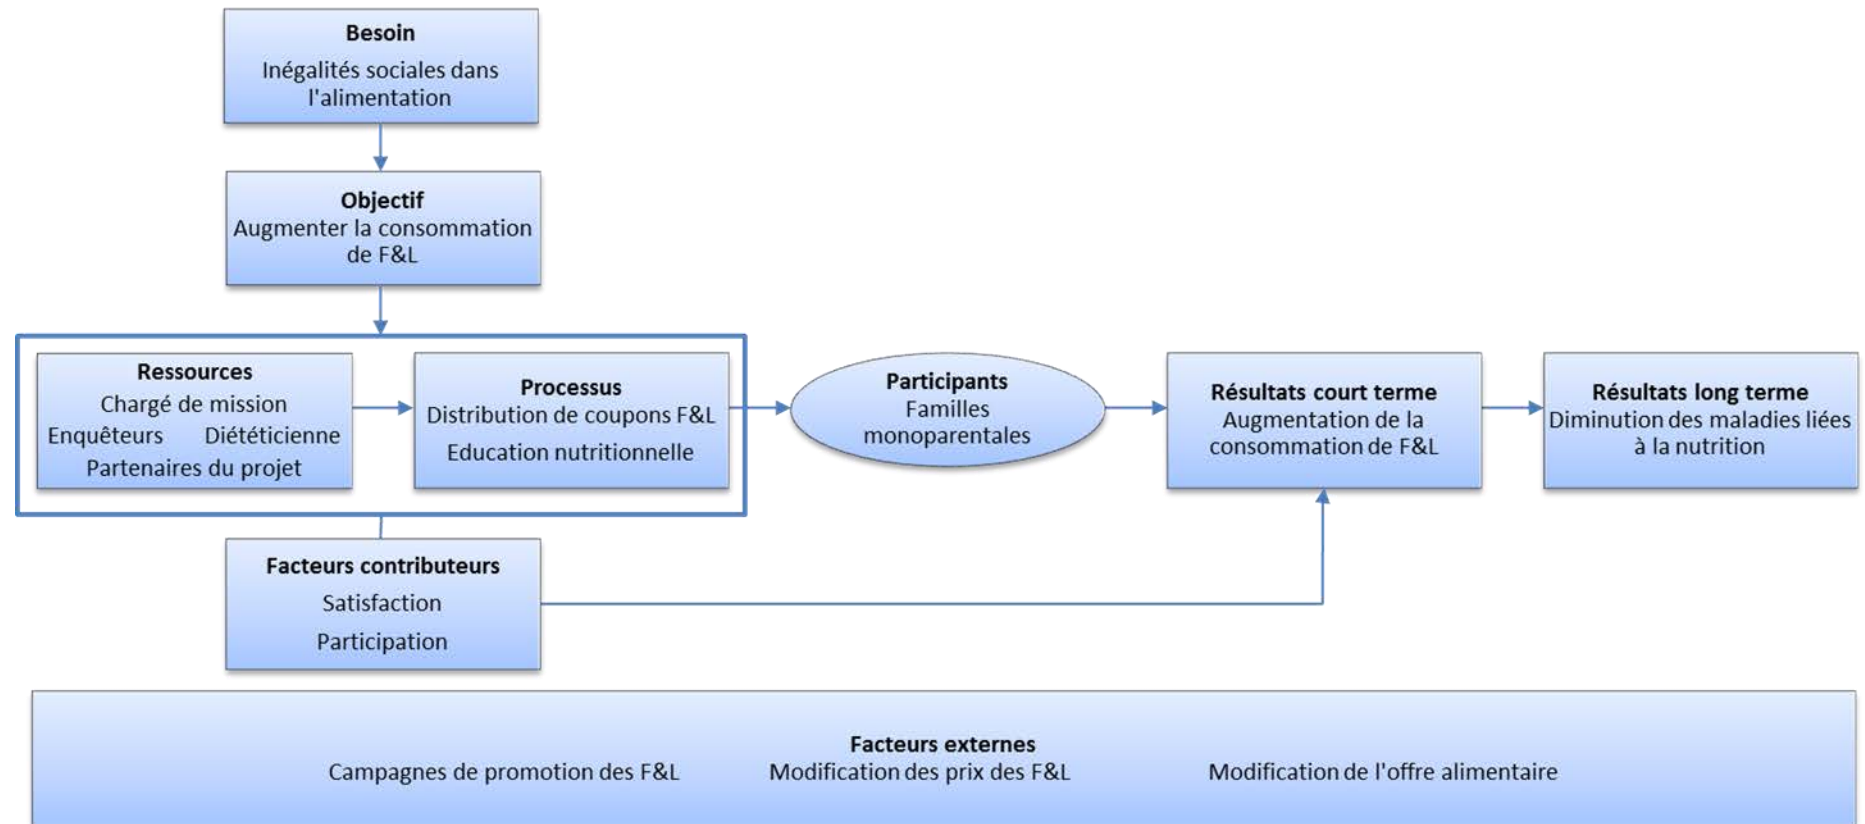 Besoin
Inégalités sociales dans
l'alimentation
Objectif
Augmenter la consommation
de F&L
Ressources
Chargé de mission
Enquêteurs Diététicienne
Partenaires du projet
Processus
Distribution de coupons F&L
Education nutritionnelle
Participants
Familles
monoparentales
Résultats court terme
Augmentation de la
consommation de F&L
Résultats long terme
Diminution des maladies liées
à la nutrition
Facteurs contributeurs
Satisfaction
Participation
Facteurs externes
Campagnes de promotion des F&L Modification des prix des F&L Modification de l'offre alimentaire